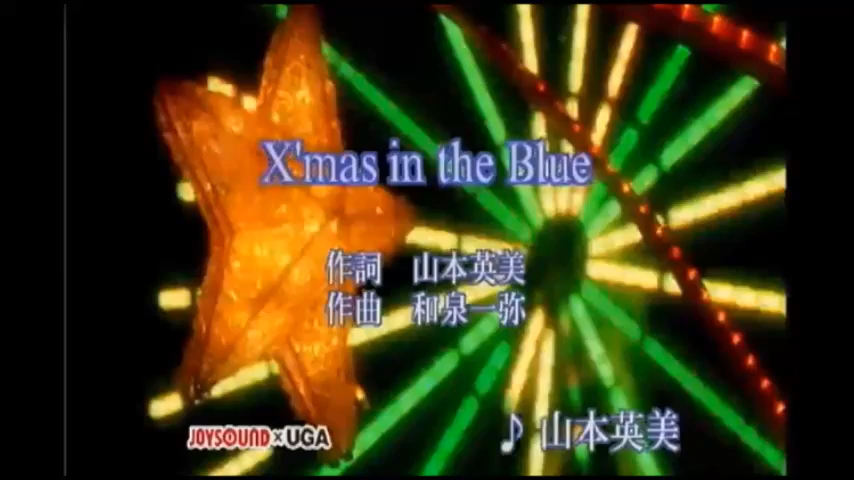 X'mas in the Blue
作詞 山本英美
作曲 和泉一弥
♪ 山本英美
JOYSOUND×UGA